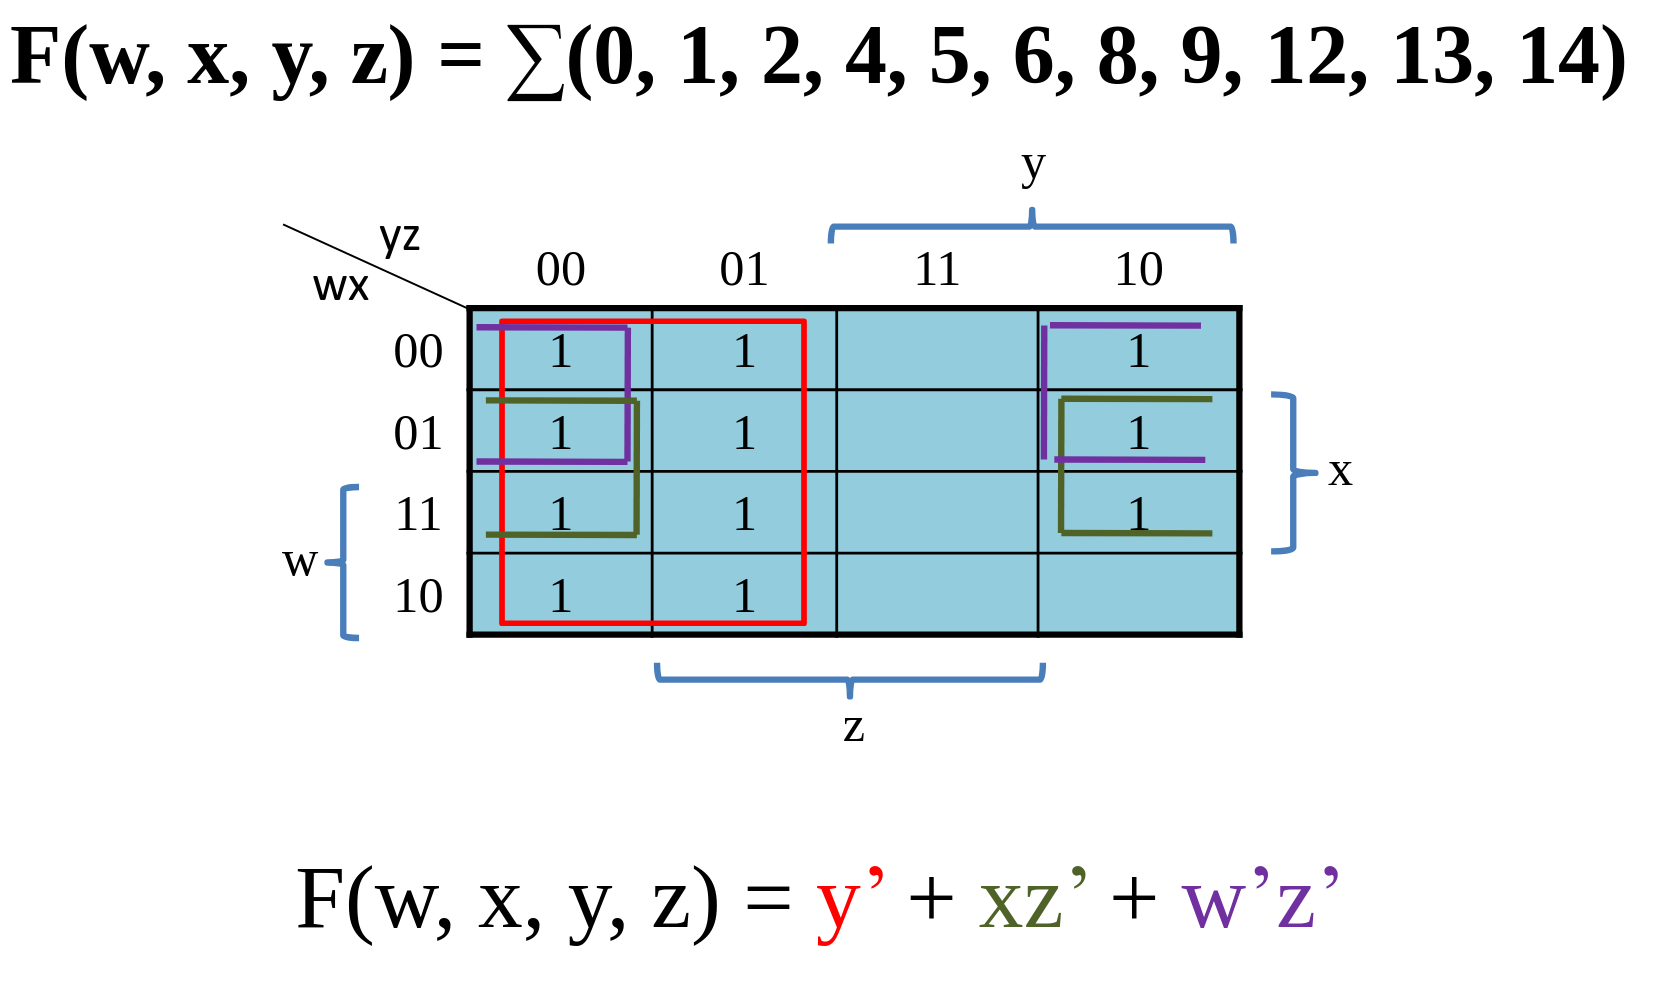 F(w, x, y, z) = ∑(0, 1, 2, 4, 5, 6, 8, 9, 12, 13, 14)
y
yz
wx
00 01 11 10
00 1 1 1
01 1 1 1
x
11 1 1 1
w
10 1 1
z
F(w, x, y, z) = y’ + xz’ + w’z’